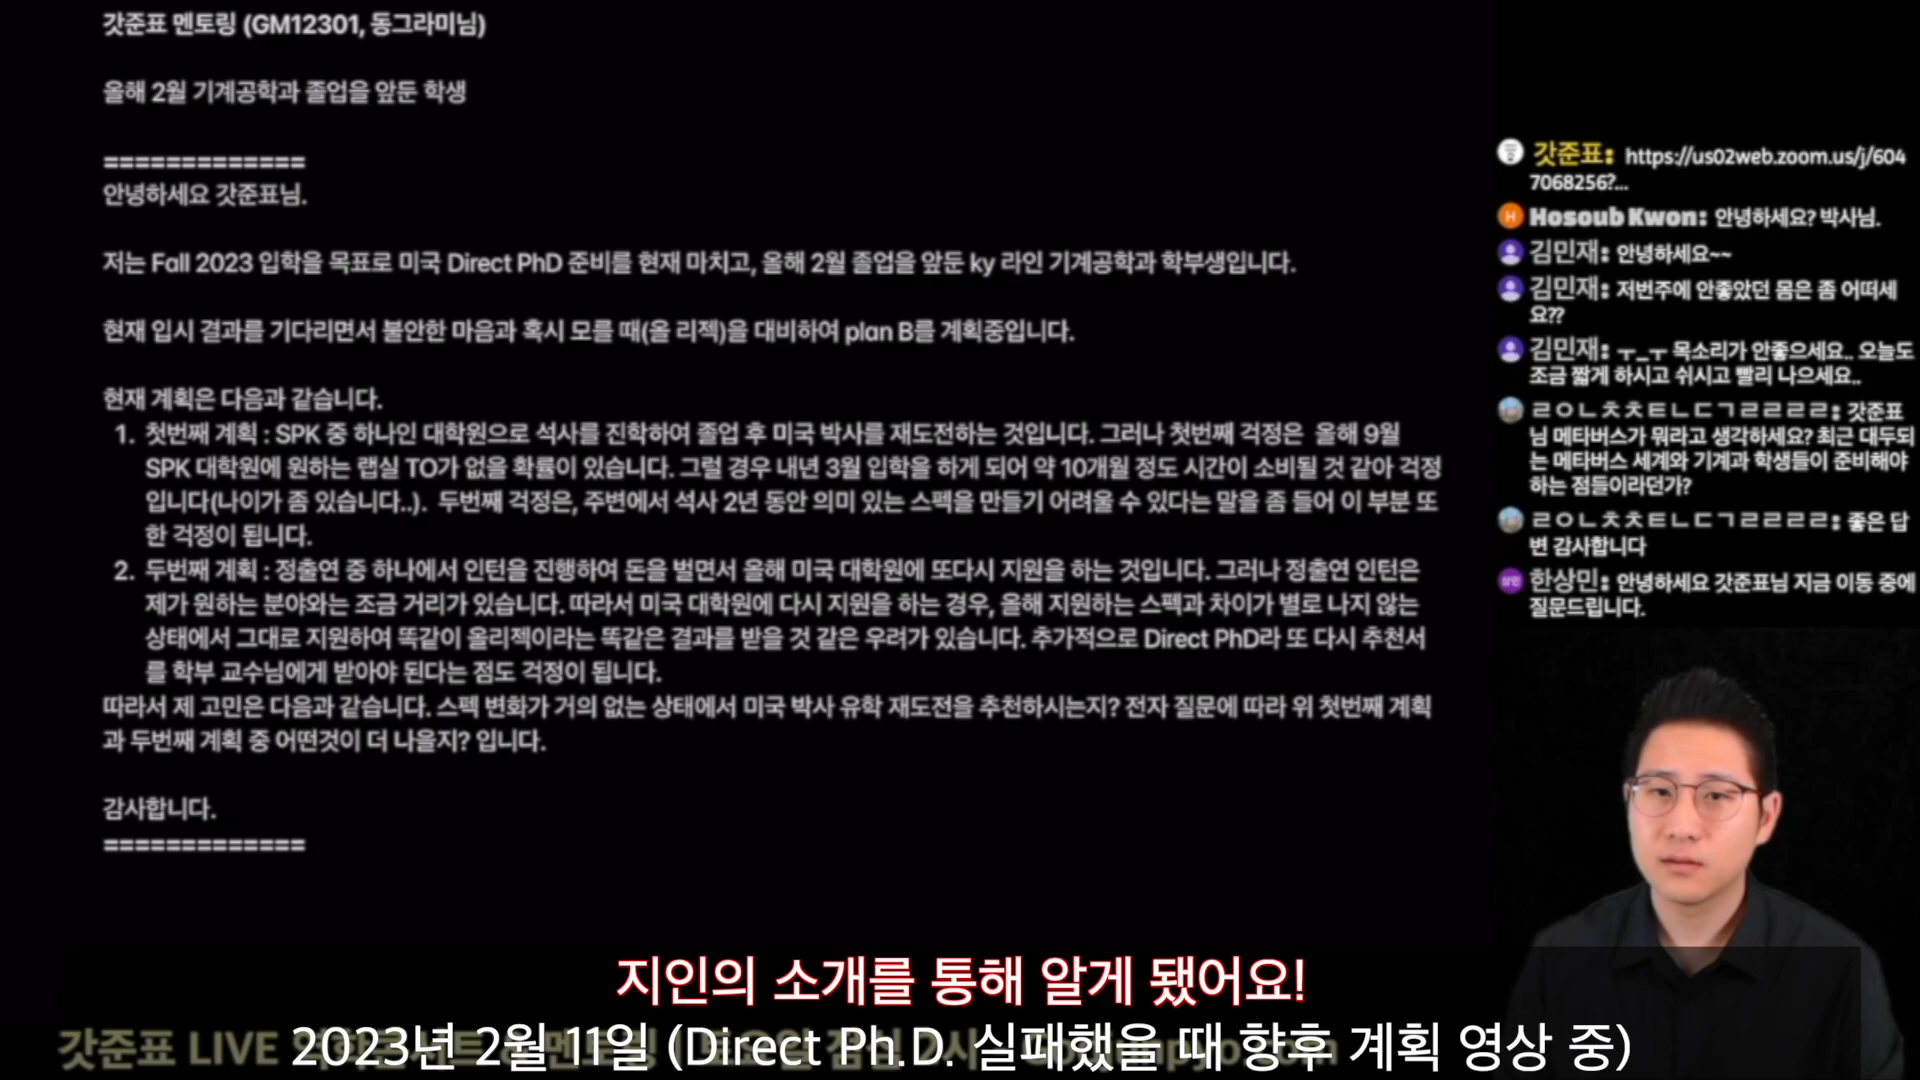 갓준표 멘토링 (GM12301, 동그라미님)
올해 2월 기계공학과 졸업을 앞둔 학생
=============
안녕하세요 갓준표님.
저는 Fall 2023 입학을 목표로 미국 Direct PhD 준비를 현재 마치고, 올해 2월 졸업을 앞둔 ky 라인 기계공학과 학부생입니다.
현재 입시 결과를 기다리면서 불안한 마음과 혹시 모를 때(올 리젝)을 대비하여 plan B를 계획중입니다.
현재 계획은 다음과 같습니다.
1. 첫번째 계획 : SPK 중 하나인 대학원으로 석사를 진학하여 졸업 후 미국 박사를 재도전하는 것입니다. 그러나 첫번째 걱정은 올해 9월
SPK 대학원에 원하는 랩실 TO가 없을 확률이 있습니다. 그럴 경우 내년 3월 입학을 하게 되어 약 10개월 정도 시간이 소비될 것 같아 걱정
입니다(나이가 좀 있습니다..). 두번째 걱정은, 주변에서 석사 2년 동안 의미 있는 스펙을 만들기 어려울 수 있다는 말을 좀 들어 이 부분 또
한 걱정이 됩니다.
2. 두번째 계획 : 정출연 중 하나에서 인턴을 진행하여 돈을 벌면서 올해 미국 대학원에 또다시 지원을 하는 것입니다. 그러나 정출연 인턴은
제가 원하는 분야와는 조금 거리가 있습니다. 따라서 미국 대학원에 다시 지원을 하는 경우, 올해 지원하는 스펙과 차이가 별로 나지 않는
상태에서 그대로 지원하여 똑같이 올리젝이라는 똑같은 결과를 받을 것 같은 우려가 있습니다. 추가적으로 Direct PhD라 또 다시 추천서
를 학부 교수님에게 받아야 된다는 점도 걱정이 됩니다.
따라서 제 고민은 다음과 같습니다. 스펙 변화가 거의 없는 상태에서 미국 박사 유학 재도전을 추천하시는지? 전자 질문에 따라 위 첫번째 계획
과 두번째 계획 중 어떤것이 더 나을지? 입니다.
감사합니다.
=============
갓준표: https://us02web.zoom.us/j/604
7068256?...
H Hosoub Kwon: 안녕하세요? 박사님.
김민재: 안녕하세요~~
김민재: 저번주에 안좋았던 몸은 좀 어떠세
요??
김민재: ㅜ_ㅜ 목소리가 안좋으세요.. 오늘도
조금 짧게 하시고 쉬시고 빨리 나으세요..
ㄹㅇㄴㅊㅊㅌㄴㄷㄱㄹㄹㄹㄹ: 갓준표
님 메타버스가 뭐라고 생각하세요? 최근 대두되
는 메타버스 세계와 기계과 학생들이 준비해야
하는 점들이라던가?
ㄹㅇㄴㅊㅊㅌㄴㄷㄱㄹㄹㄹㄹ: 좋은 답
변 감사합니다
상민 한상민: 안녕하세요 갓준표님 지금 이동 중에
질문드립니다.
지인의 소개를 통해 알게 됐어요!
갓준표 LIVE
2023년 2월 11일 (Direct Ph.D. 실패했을 때 향후 계획 영상 중)